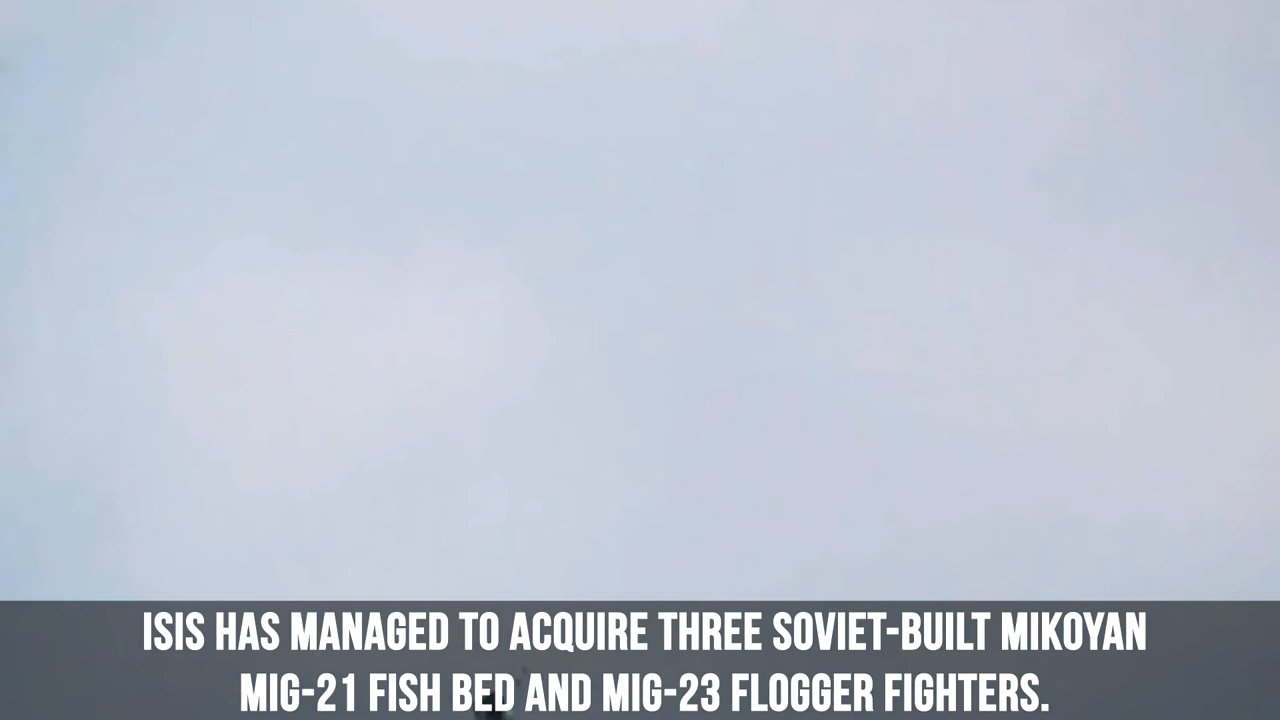 ISIS HAS MANAGED TO ACQUIRE THREE SOVIET-BUILT MIKOYAN
MIG-21 FISH BED AND MIG-23 FLOGGER FIGHTERS.